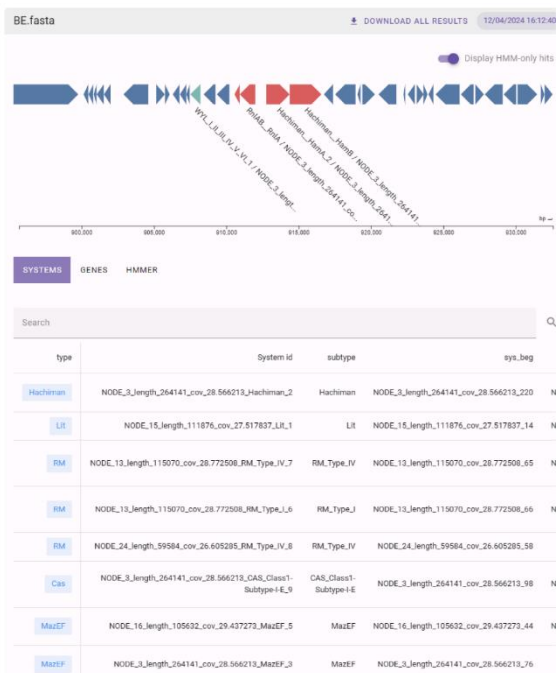 BE.fasta
DOWNLOAD ALL RESULTS
12/04/2024 16:12:40
Display HMM-only hits
WYL_I_II_III_IV_V_VI_1 / NODE_3_lengt...
RnlAB__RnlA / NODE_3_length_264141_co...
Hachiman__HamA_2 / NODE_3_length_2641...
Hachiman__HamB / NODE_3_length_264141...
bp
900,000 905,000 910,000 915,000 920,000 925,000 930,000
SYSTEMS GENES HMMER
Search
type System id subtype sys_beg
Hachiman NODE_3_length_264141_cov_28.566213_Hachiman_2 Hachiman NODE_3_length_264141_cov_28.566213_220 N
Lit NODE_15_length_111876_cov_27.517837_Lit_1 Lit NODE_15_length_111876_cov_27.517837_14 N
RM NODE_13_length_115070_cov_28.772508_RM_Type_IV_7 RM_Type_IV NODE_13_length_115070_cov_28.772508_65 N
RM NODE_13_length_115070_cov_28.772508_RM_Type_I_6 RM_Type_I NODE_13_length_115070_cov_28.772508_66 N
RM NODE_24_length_59584_cov_26.605285_RM_Type_IV_8 RM_Type_IV NODE_24_length_59584_cov_26.605285_58
Cas NODE_3_length_264141_cov_28.566213_CAS_Class1-Subtype-I-E_9 CAS_Class1-Subtype-I-E NODE_3_length_264141_cov_28.566213_98 N
MazEF NODE_16_length_105632_cov_29.437273_MazEF_5 MazEF NODE_16_length_105632_cov_29.437273_44 N
MazEF NODE_3_length_264141_cov_28.566213_MazEF_3 MazEF NODE_3_length_264141_cov_28.566213_76